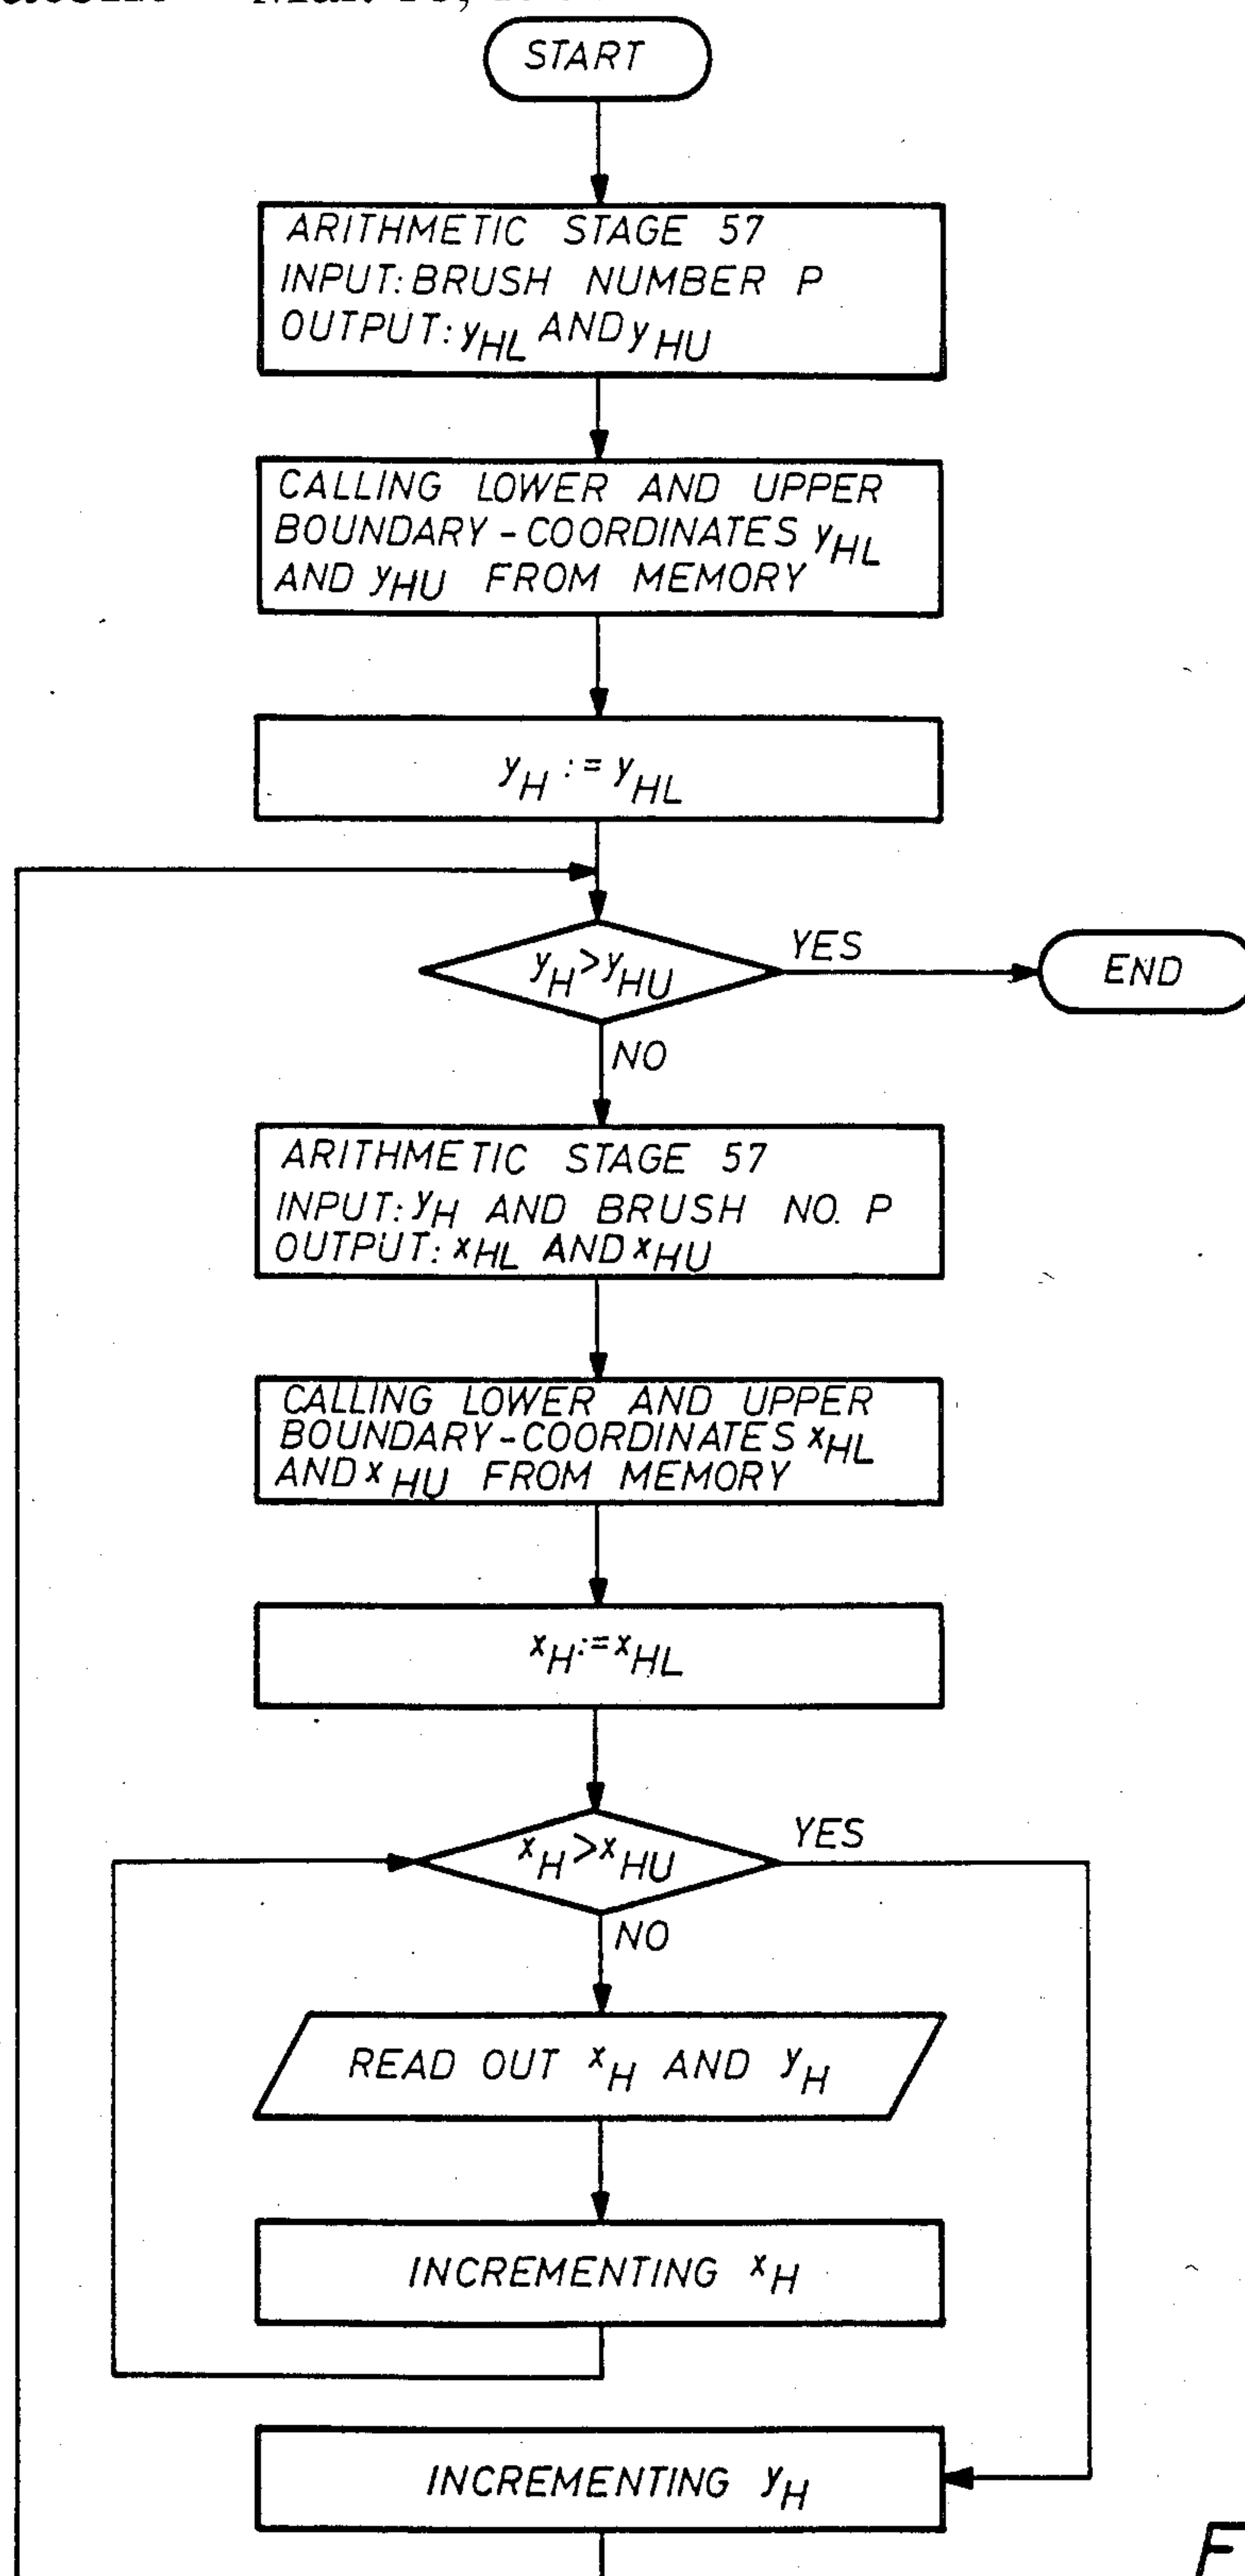 START
ARITHMETIC STAGE 57
INPUT: BRUSH NUMBER P
OUTPUT: yHL AND yHU
CALLING LOWER AND UPPER
BOUNDARY-COORDINATES yHL
AND yHU FROM MEMORY
yH := yHL
yH>yHU
YES
END
NO
ARITHMETIC STAGE 57
INPUT: yH AND BRUSH NO. P
OUTPUT: xHL AND xHU
CALLING LOWER AND UPPER
BOUNDARY-COORDINATES xHL
AND xHU FROM MEMORY
xH:=xHL
xH>xHU
YES
NO
READ OUT xH AND yH
INCREMENTING xH
INCREMENTING yH